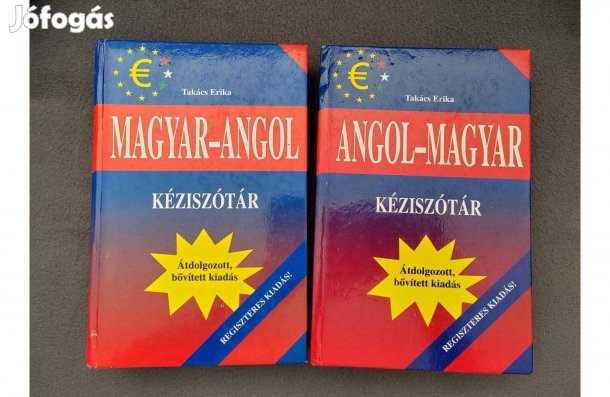 Jófogás
€
Takács Erika
MAGYAR–ANGOL
KÉZISZÓTÁR
Átdolgozott,
bővített kiadás
REGISZTERES KIADÁS!
€
Takács Erika
ANGOL–MAGYAR
KÉZISZÓTÁR
Átdolgozott,
bővített kiadás
REGISZTERES KIADÁS!